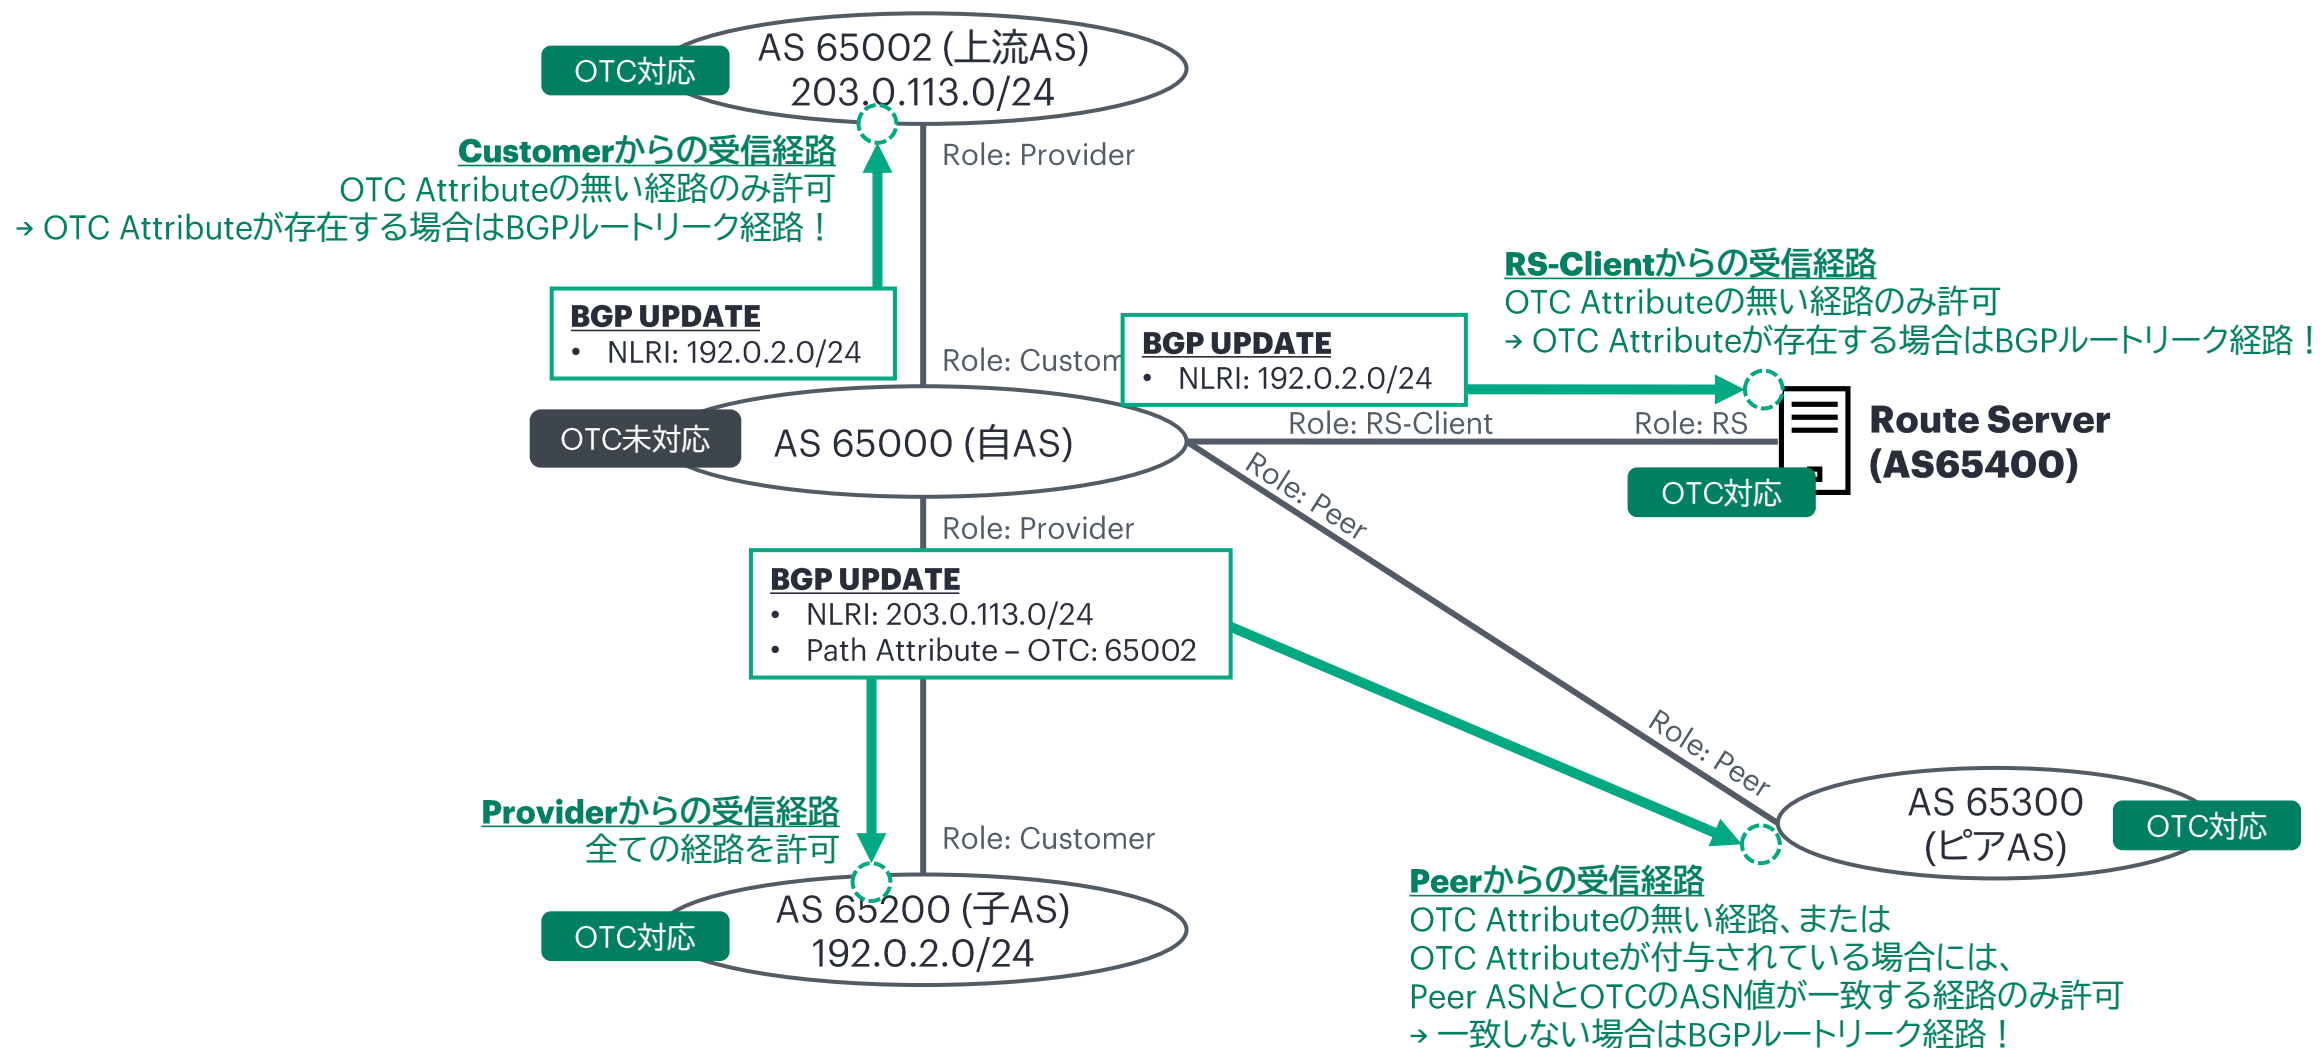 AS 65002 (上流AS)
203.0.113.0/24
OTC対応
Customerからの受信経路
OTC Attributeの無い経路のみ許可
→ OTC Attributeが存在する場合はBGPルートリーク経路！
Role: Provider
BGP UPDATE
• NLRI: 192.0.2.0/24
Role: Custom
BGP UPDATE
• NLRI: 192.0.2.0/24
RS-Clientからの受信経路
OTC Attributeの無い経路のみ許可
→ OTC Attributeが存在する場合はBGPルートリーク経路！
OTC未対応
AS 65000 (自AS)
Role: RS-Client
Role: RS
Route Server
(AS65400)
OTC対応
Role: Peer
Role: Provider
BGP UPDATE
• NLRI: 203.0.113.0/24
• Path Attribute – OTC: 65002
Role: Peer
Providerからの受信経路
全ての経路を許可
Role: Customer
AS 65300
(ピアAS)
OTC対応
AS 65200 (子AS)
192.0.2.0/24
OTC対応
Peerからの受信経路
OTC Attributeの無い経路、または
OTC Attributeが付与されている場合には、
Peer ASNとOTCのASN値が一致する経路のみ許可
→ 一致しない場合はBGPルートリーク経路！